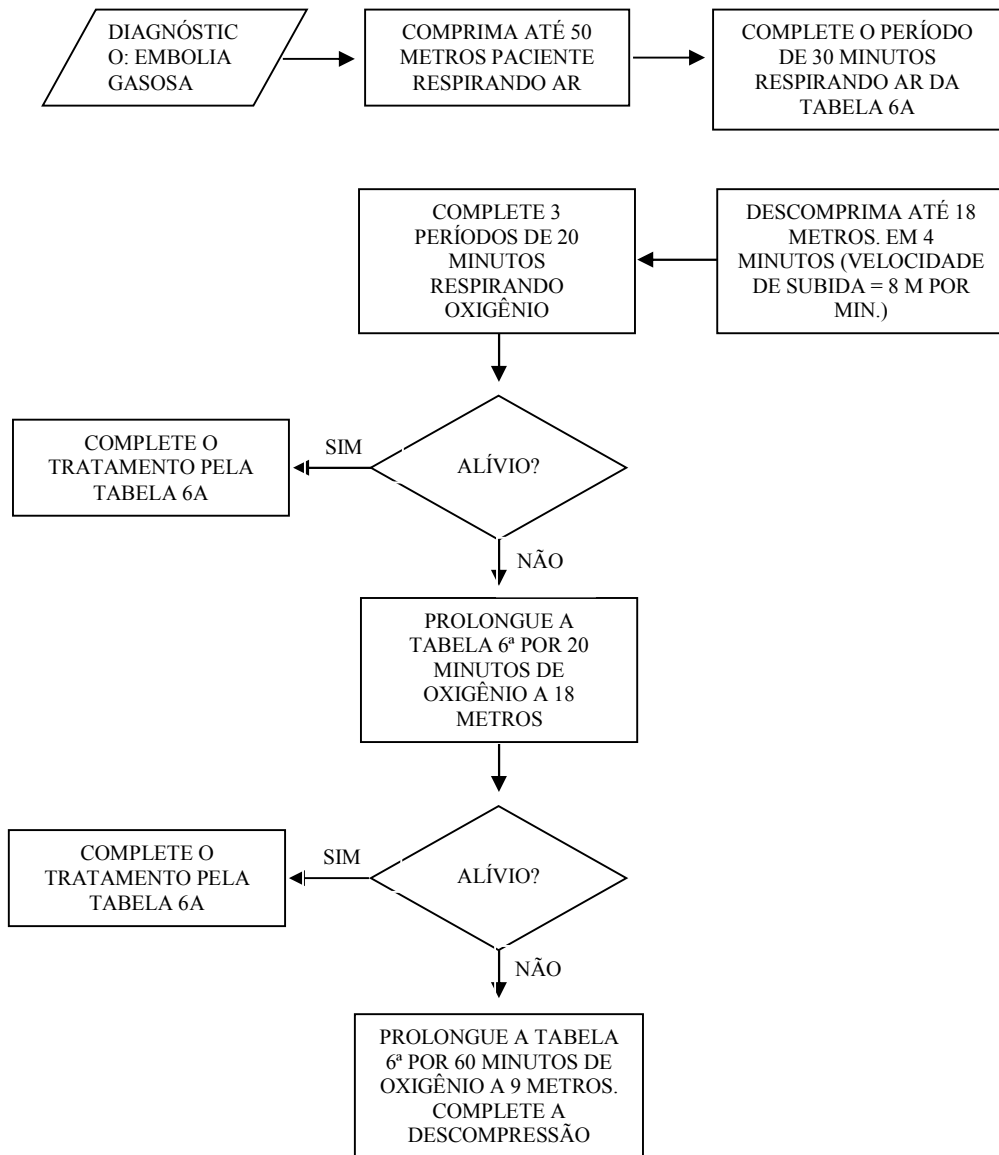 DIAGNÓSTIC
O: EMBOLIA
GASOSA
COMPRIMA ATÉ 50
METROS PACIENTE
RESPIRANDO AR
COMPLETE O PERÍODO
DE 30 MINUTOS
RESPIRANDO AR DA
TABELA 6A
DESCOMPRIMA ATÉ 18
METROS. EM 4
MINUTOS (VELOCIDADE
DE SUBIDA = 8 M POR
MIN.)
COMPLETE 3
PERÍODOS DE 20
MINUTOS
RESPIRANDO
OXIGÊNIO
ALÍVIO?
SIM
COMPLETE O
TRATAMENTO PELA
TABELA 6A
NÃO
PROLONGUE A
TABELA 6ª POR 20
MINUTOS DE
OXIGÊNIO A 18
METROS
ALÍVIO?
SIM
COMPLETE O
TRATAMENTO PELA
TABELA 6A
NÃO
PROLONGUE A TABELA
6ª POR 60 MINUTOS DE
OXIGÊNIO A 9 METROS.
COMPLETE A
DESCOMPRESSÃO